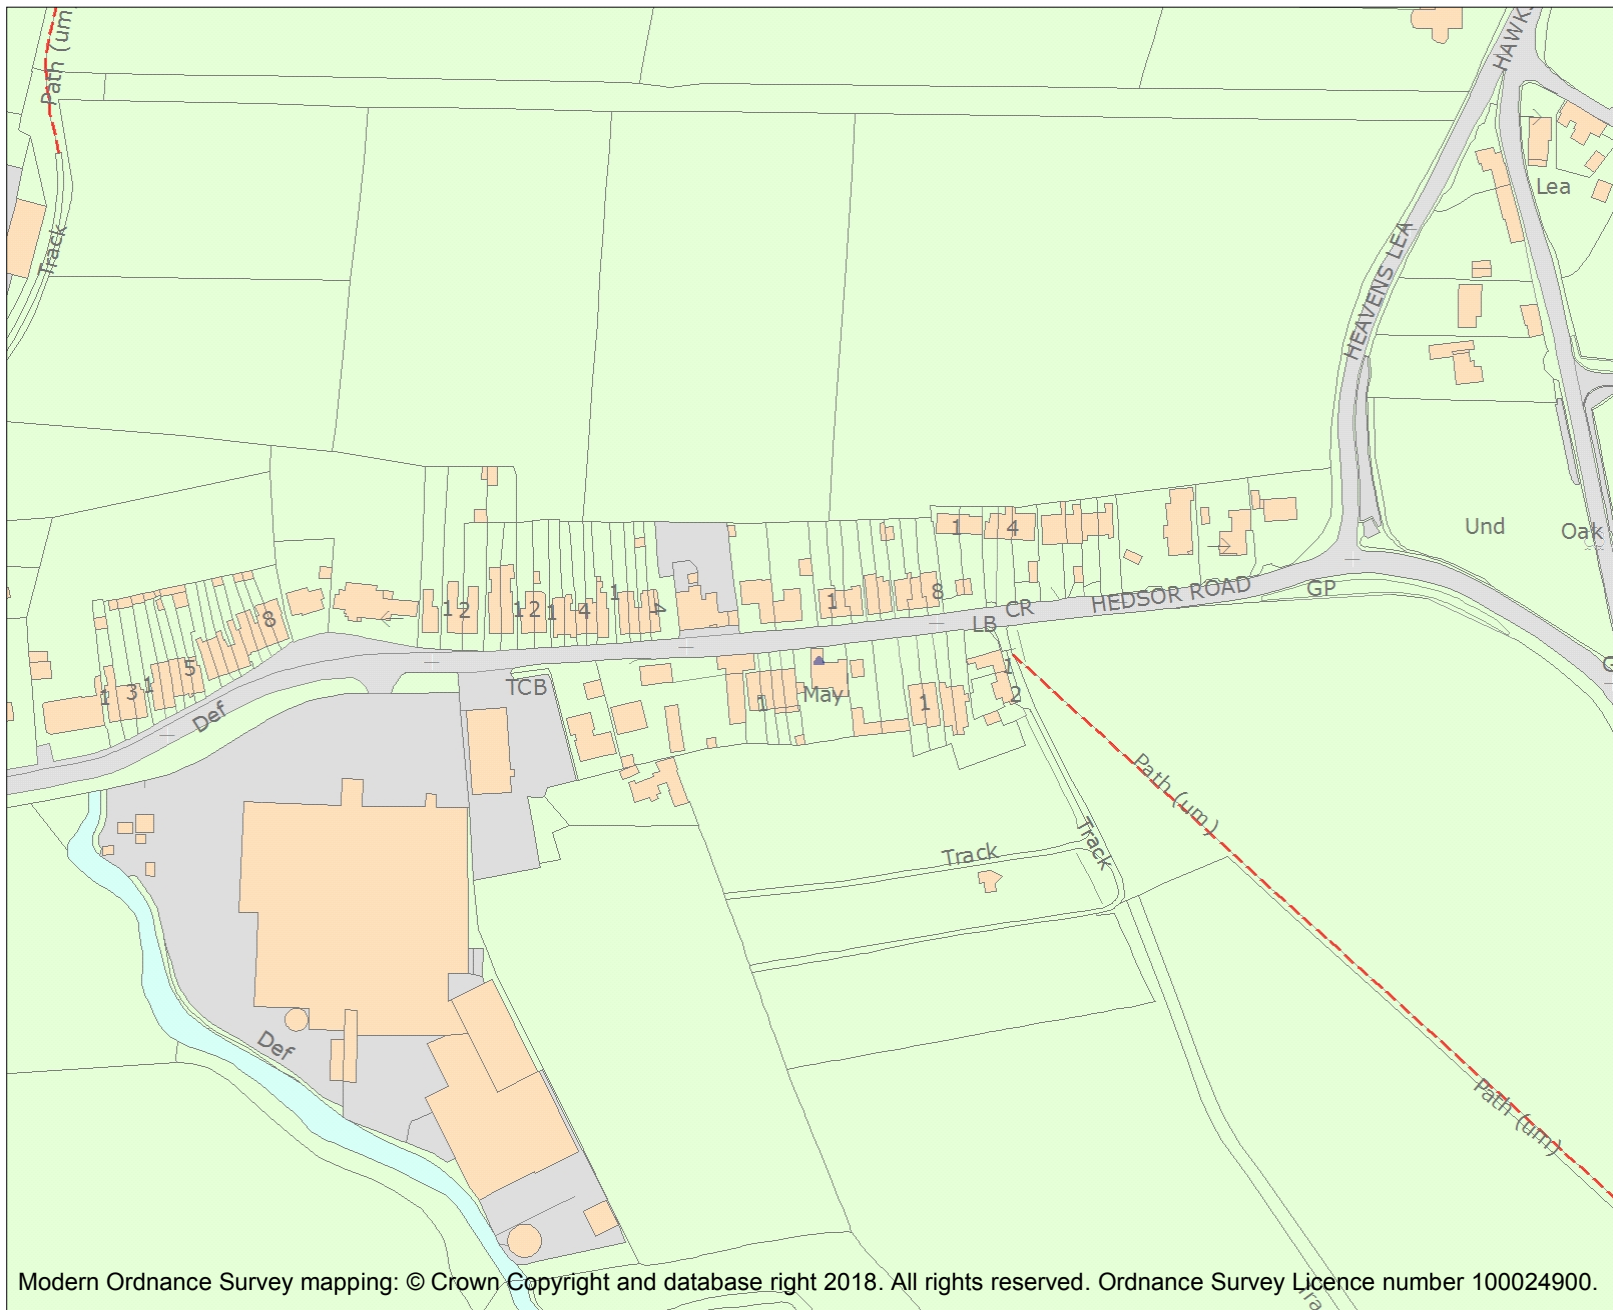 Path (um
HAWKS
Lea
Track
HEAVENS LEA
1
4
Und
Oak
HEDSOR ROAD
GP
CR
LB
1 2
1 2
1
4
1
4
1
8
8
5
1 3 1
Def
TCB
1
May
1
1
2
Path (um)
Track
Track
Def
Path (um)
Modern Ordnance Survey mapping: © Crown Copyright and database right 2018. All rights reserved. Ordnance Survey Licence number 100024900.